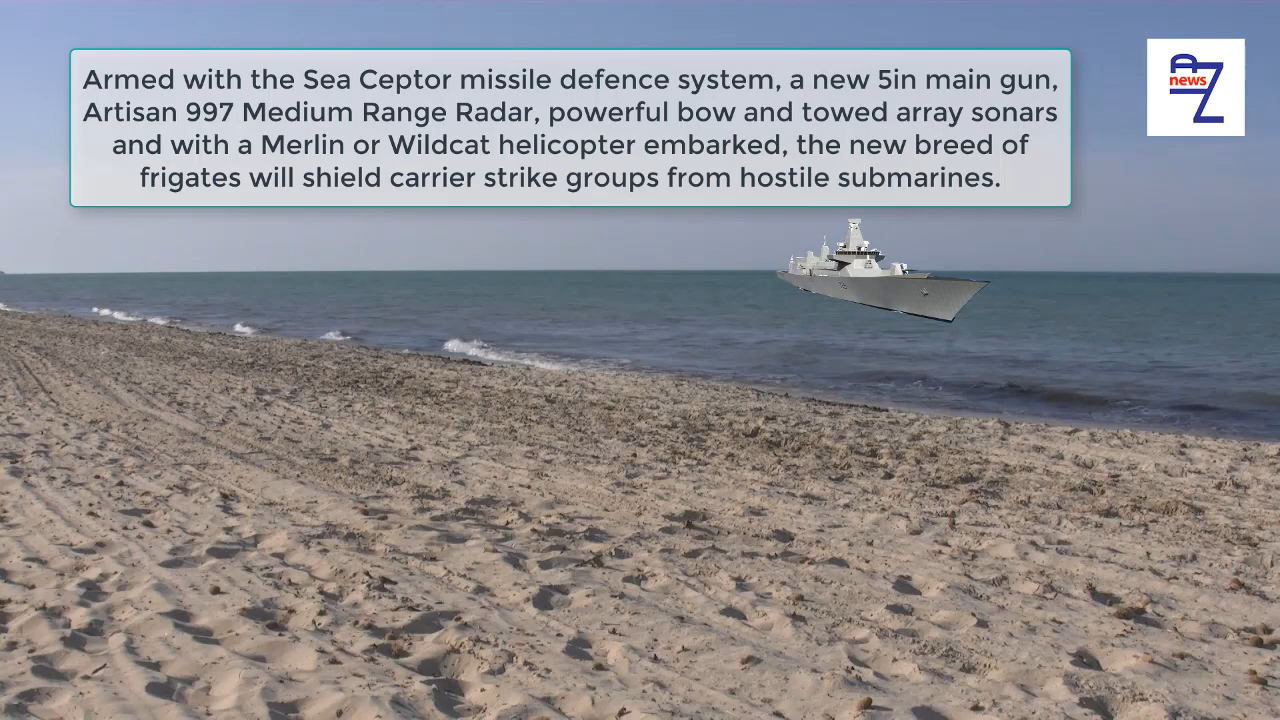 Armed with the Sea Ceptor missile defence system, a new 5in main gun,
Artisan 997 Medium Range Radar, powerful bow and towed array sonars
and with a Merlin or Wildcat helicopter embarked, the new breed of
frigates will shield carrier strike groups from hostile submarines.
A
news
Z